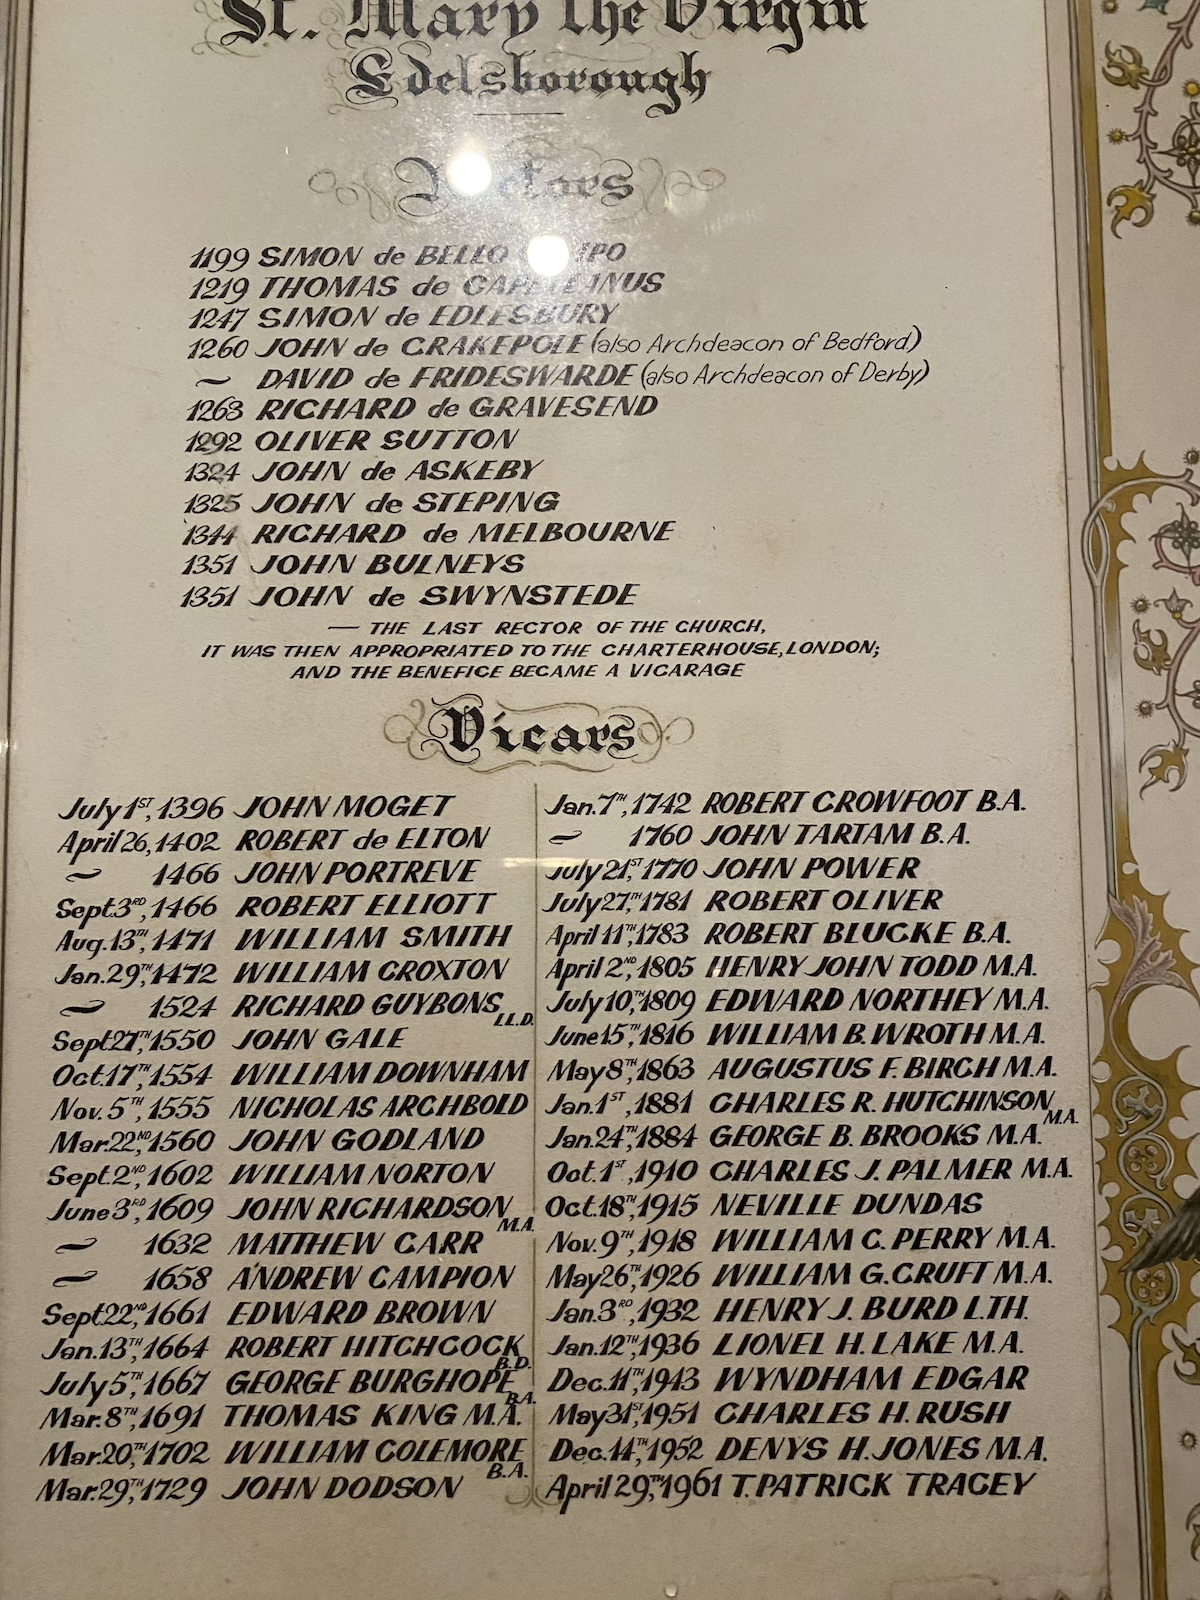 St. Mary the Virgin
Edelsborough
1199 SIMON de BELLO
1219 THOMAS de
1247 SIMON de EDLESBURY
1260 JOHN de CRAKEPOLE (also Archdeacon of Bedford.)
~ DAVID de FRIDESWARDE (also Archdeacon of Derby)
1263 RICHARD de GRAVESEND
1292 OLIVER SUTTON
1324 JOHN de ASKEBY
1325 JOHN de STEPING
1344 RICHARD de MELBOURNE
1351 JOHN BULNEYS
1351 JOHN de SWYNSTEDE
— THE LAST RECTOR OF THE CHURCH,
IT WAS THEN APPROPRIATED TO THE CHARTERHOUSE, LONDON;
AND THE BENEFICE BECAME A VICARAGE
Vicars
July 1ST, 1396 JOHN MOGET
April 26, 1402 ROBERT de ELTON
~ 1466 JOHN PORTREVE
Sept. 3RD, 1466 ROBERT ELLIOTT
Aug. 13TH, 1471 WILLIAM SMITH
Jan. 29TH, 1472 WILLIAM CROXTON
~ 1524 RICHARD GUYBONS LL.D.
Sept. 27TH, 1550 JOHN GALE
Oct. 17TH, 1554 WILLIAM DOWNHAM
Nov. 5TH, 1555 NICHOLAS ARCHBOLD
Mar. 22ND, 1560 JOHN GODLAND
Sept. 2ND, 1602 WILLIAM NORTON
June 3RD, 1609 JOHN RICHARDSON M.A.
~ 1632 MATTHEW CARR
~ 1658 ANDREW CAMPION
Sept. 22ND, 1661 EDWARD BROWN
Jan. 13TH, 1664 ROBERT HITCHCOCK B.D.
July 5TH, 1667 GEORGE BURGHOPE B.A.
Mar. 8TH, 1691 THOMAS KING M.A.
Mar. 20TH, 1702 WILLIAM COLEMORE B.A.
Mar. 29TH, 1729 JOHN DODSON
Jan. 7TH, 1742 ROBERT CROWFOOT B.A.
~ 1760 JOHN TARTAM B.A.
July 21ST, 1770 JOHN POWER
July 27TH, 1781 ROBERT OLIVER
April 11TH, 1783 ROBERT BLUCKE B.A.
April 2ND, 1805 HENRY JOHN TODD M.A.
July 10TH, 1809 EDWARD NORTHEY M.A.
June 15TH, 1816 WILLIAM B. WROTH M.A.
May 8TH, 1863 AUGUSTUS F. BIRCH M.A.
Jan. 1ST, 1881 CHARLES R. HUTCHINSON M.A.
Jan. 24TH, 1884 GEORGE B. BROOKS M.A.
Oct. 1ST, 1910 CHARLES J. PALMER M.A.
Oct. 18TH, 1915 NEVILLE DUNDAS
Nov. 9TH, 1918 WILLIAM C. PERRY M.A.
May 26TH, 1926 WILLIAM G. CRUFT M.A.
Jan. 3RD, 1932 HENRY J. BURD L.TH.
Jan. 12TH, 1936 LIONEL H. LAKE M.A.
Dec. 11TH, 1943 WYNDHAM EDGAR
May 31ST, 1951 CHARLES H. RUSH
Dec. 14TH, 1952 DENYS H. JONES M.A.
April 29TH, 1961 T. PATRICK TRACEY